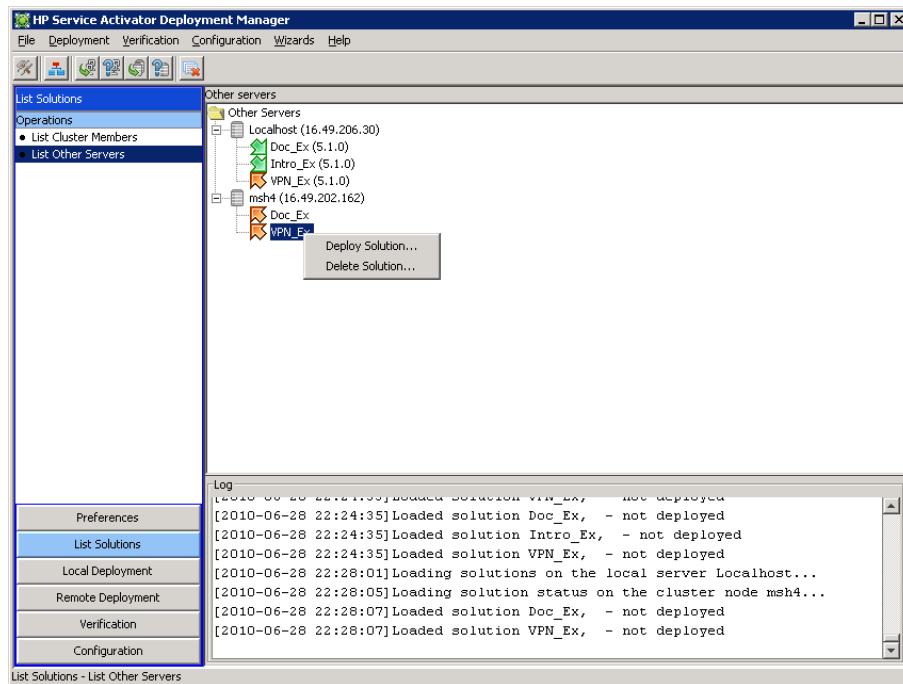 HP Service Activator Deployment Manager
File Deployment Verification Configuration Wizards Help
List Solutions
Operations
List Cluster Members
List Other Servers
Other servers
Other Servers
Localhost (16.49.206.30)
Doc_Ex (5.1.0)
Intro_Ex (5.1.0)
VPN_Ex (5.1.0)
msh4 (16.49.202.162)
Doc_Ex
VPN_Ex
Deploy Solution...
Delete Solution...
Preferences
List Solutions
Local Deployment
Remote Deployment
Verification
Configuration
Log
[2010-06-28 22:24:35]Loaded solution Doc_Ex, - not deployed
[2010-06-28 22:24:35]Loaded solution Intro_Ex, - not deployed
[2010-06-28 22:24:35]Loaded solution VPN_Ex, - not deployed
[2010-06-28 22:28:01]Loading solutions on the local server Localhost...
[2010-06-28 22:28:05]Loading solution status on the cluster node msh4...
[2010-06-28 22:28:07]Loaded solution Doc_Ex, - not deployed
[2010-06-28 22:28:07]Loaded solution VPN_Ex, - not deployed
List Solutions - List Other Servers